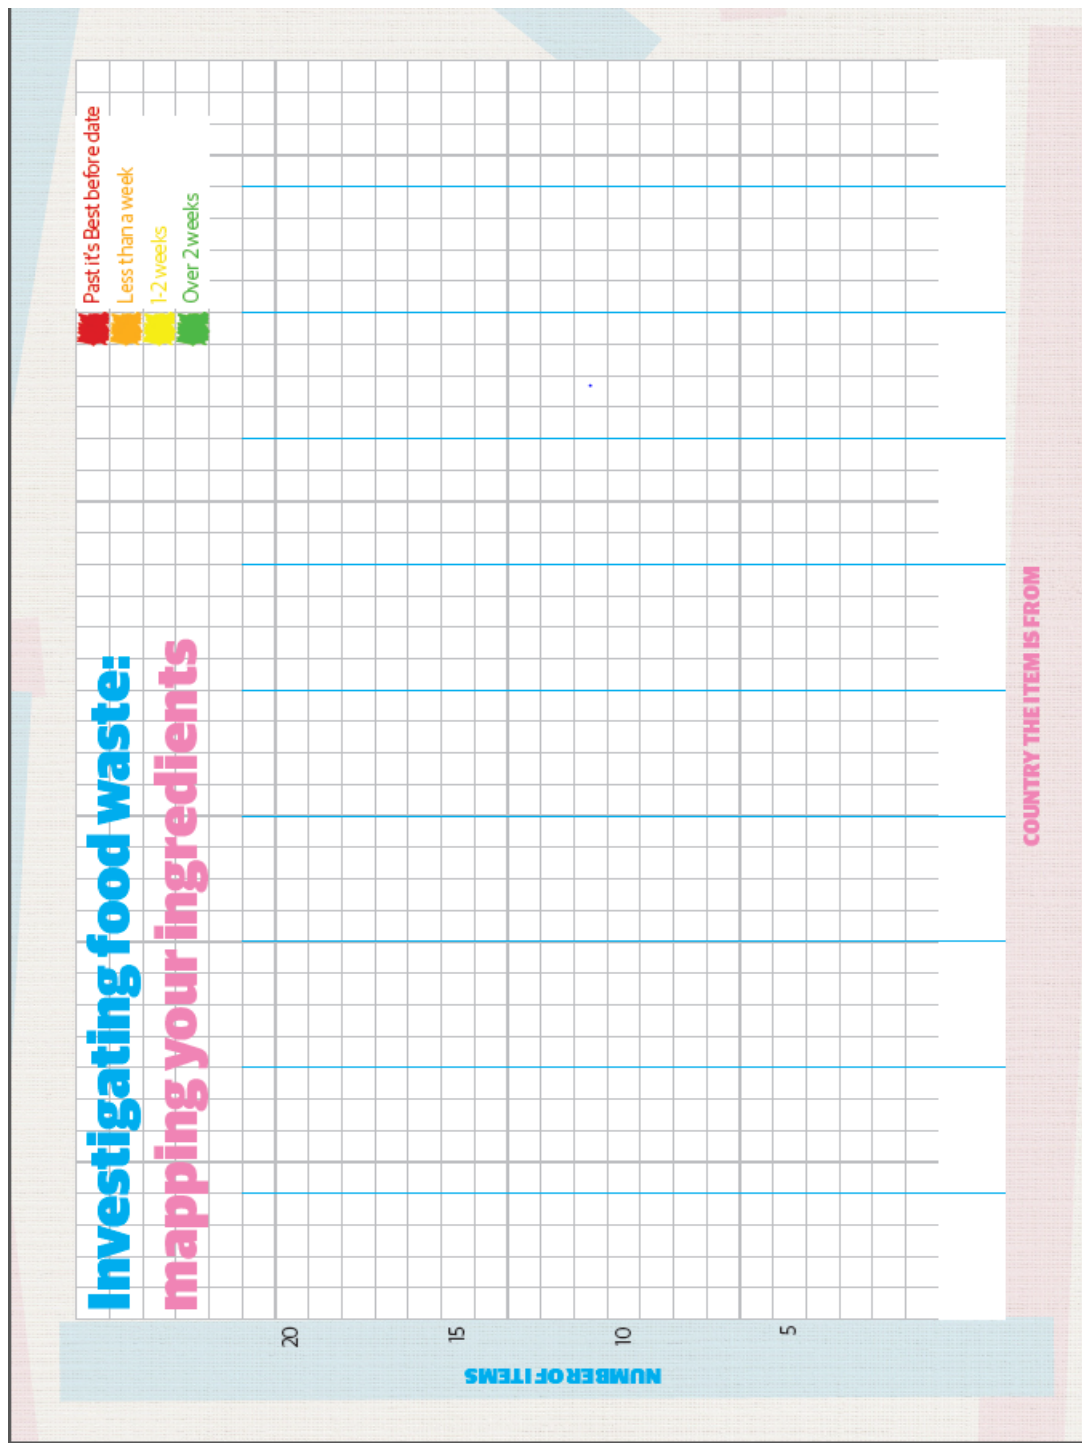 Investigating food waste:
mapping your ingredients
Past it's Best before date
Less than a week
1-2 weeks
Over 2 weeks
20
15
10
5
NUMBER OF ITEMS
COUNTRY THE ITEM IS FROM